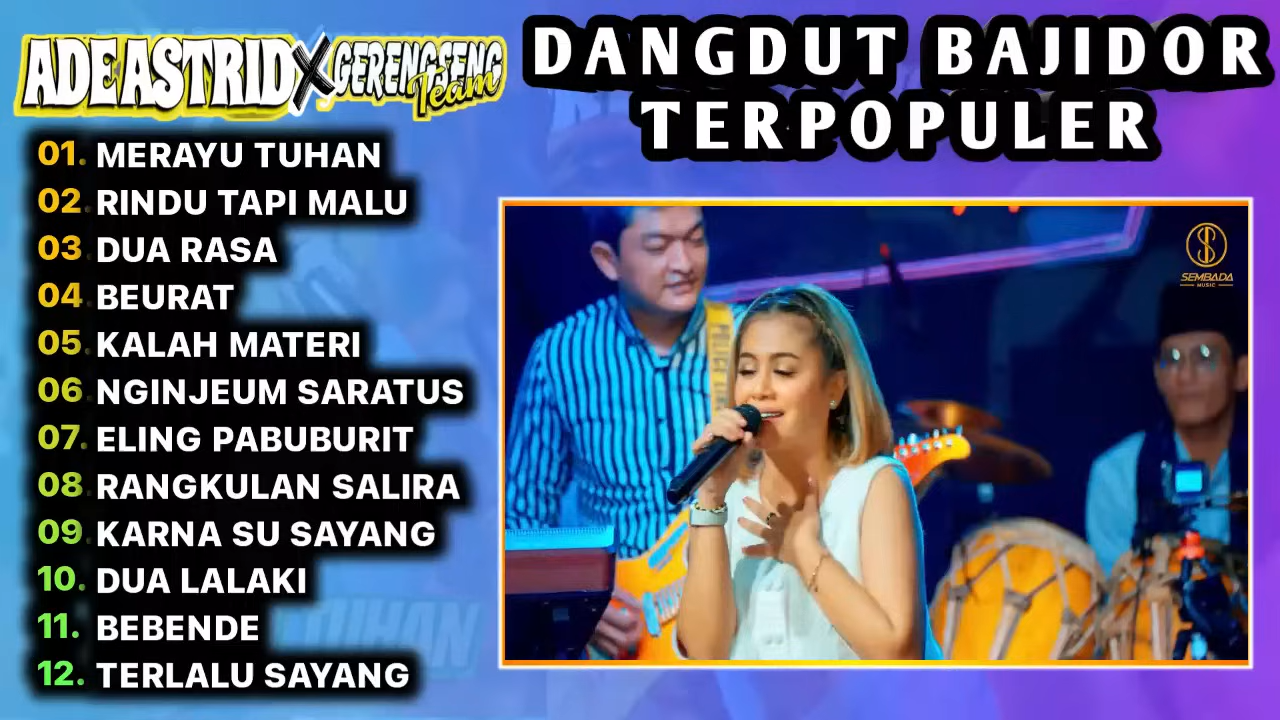 ADE ASTRID X GERENGSENG Team
DANGDUT BAJIDOR
TERPOPULER
01. MERAYU TUHAN
02. RINDU TAPI MALU
03. DUA RASA
04. BEURAT
05. KALAH MATERI
06. NGINJEUM SARATUS
07. ELING PABUBURIT
08. RANGKULAN SALIRA
09. KARNA SU SAYANG
10. DUA LALAKI
11. BEBENDE
12. TERLALU SAYANG
SEMBADA
MUSIC
TUHAN
POLICE